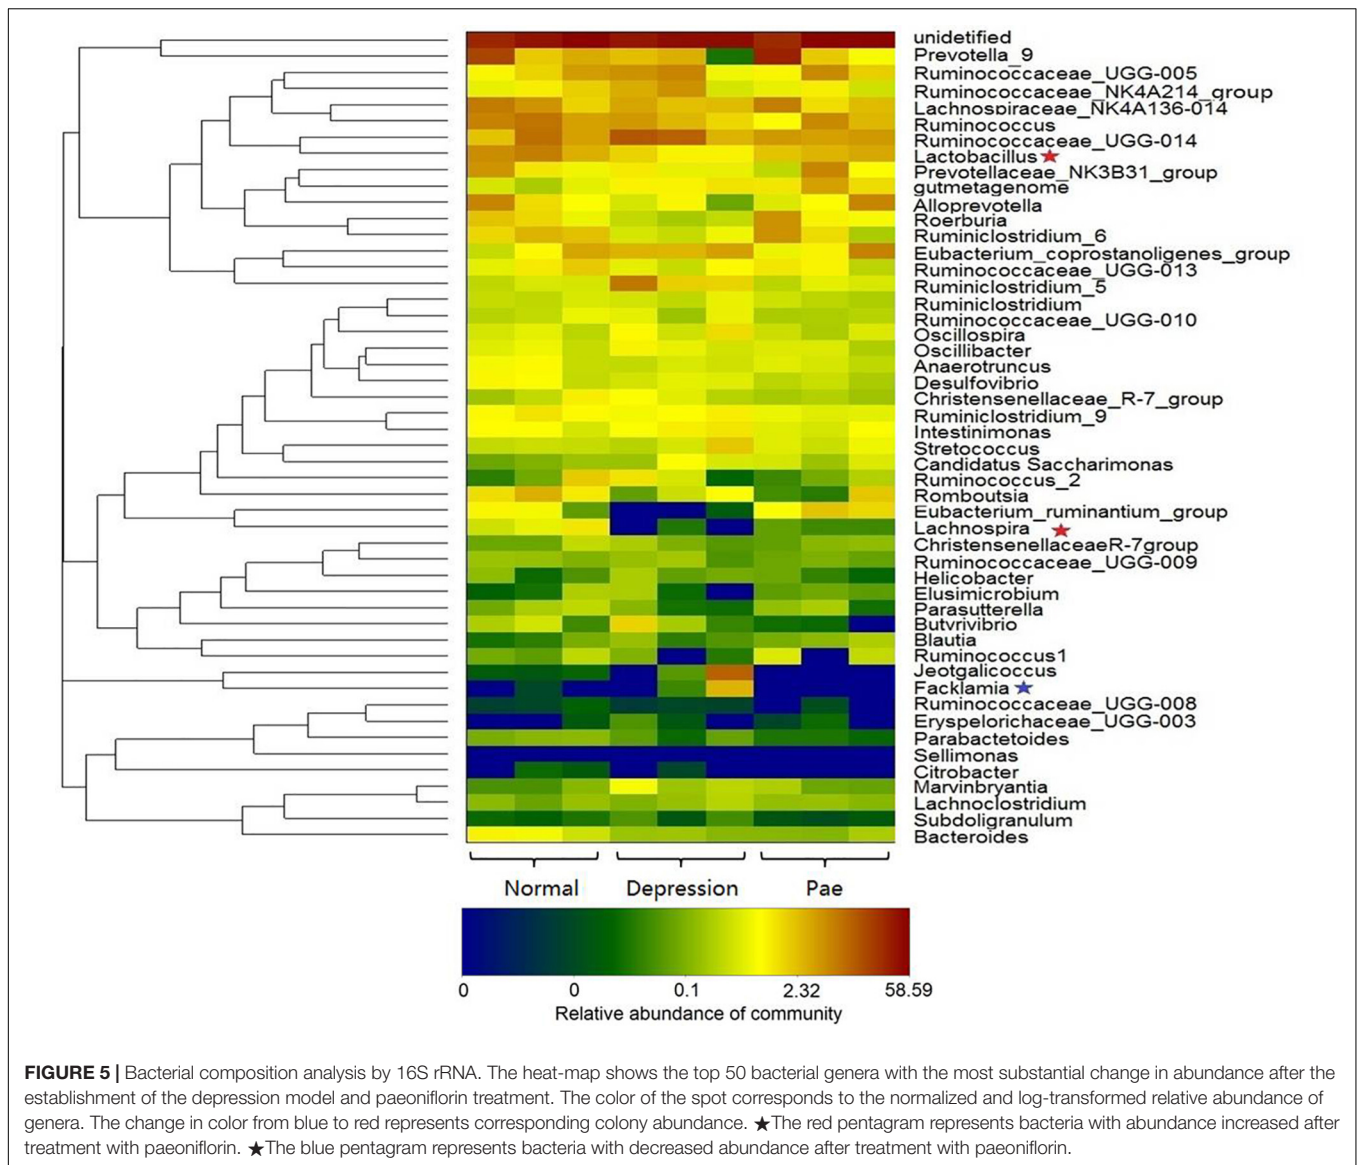 unidetified
Prevotella_9
Ruminococcaceae_UGG-005
Ruminococcaceae_NK4A214_group
Lachnospiraceae_NK4A136-014
Ruminococcus
Ruminococcaceae_UGG-014
Lactobacillus
Prevotellaceae_NK3B31_group
gutmetagenome
Alloprevotella
Roerburia
Ruminiclostridium_6
Eubacterium_coprostanoligenes_group
Ruminococcaceae_UGG-013
Ruminiclostridium_5
Ruminiclostridium
Ruminococcaceae_UGG-010
Oscillospira
Oscillibacter
Anaerotruncus
Desulfovibrio
Christensenellaceae_R-7_group
Ruminiclostridium_9
Intestinimonas
Stretococcus
Candidatus Saccharimonas
Ruminococcus_2
Romboutsia
Eubacterium_ruminantium_group
Lachnospira
ChristensenellaceaeR-7group
Ruminococcaceae_UGG-009
Helicobacter
Elusimicrobium
Parasutterella
Butvrivibrio
Blautia
Ruminococcus1
Jeotgalicoccus
Facklamia
Ruminococcaceae_UGG-008
Eryspelorichaceae_UGG-003
Parabactetoides
Sellimonas
Citrobacter
Marvinbryantia
Lachnoclostridium
Subdoligranulum
Bacteroides
Normal Depression Pae
0 0 0.1 2.32 58.59
Relative abundance of community
FIGURE 5 | Bacterial composition analysis by 16S rRNA. The heat-map shows the top 50 bacterial genera with the most substantial change in abundance after the
establishment of the depression model and paeoniflorin treatment. The color of the spot corresponds to the normalized and log-transformed relative abundance of
genera. The change in color from blue to red represents corresponding colony abundance. ★The red pentagram represents bacteria with abundance increased after
treatment with paeoniflorin. ★The blue pentagram represents bacteria with decreased abundance after treatment with paeoniflorin.